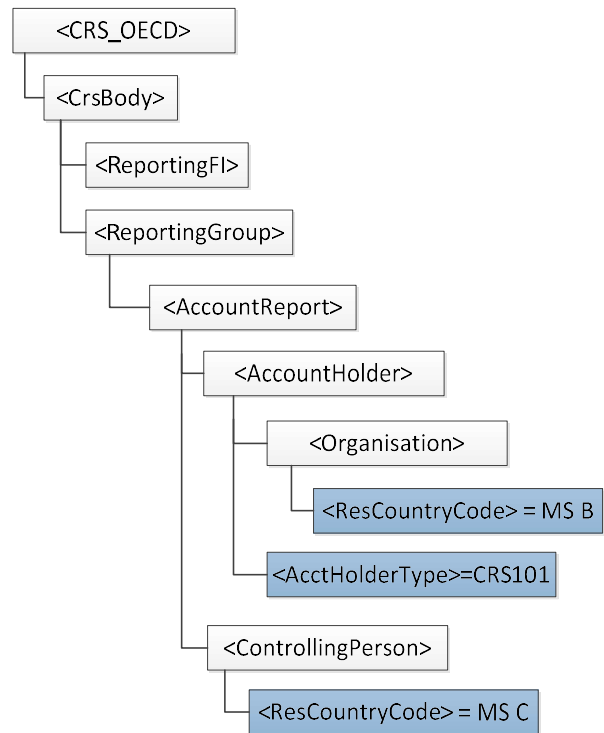 <CRS_OECD>
<CrsBody>
<ReportingFI>
<ReportingGroup>
<AccountReport>
<AccountHolder>
<Organisation>
<ResCountryCode> = MS B
<AcctHolderType>=CRS101
<ControllingPerson>
<ResCountryCode> = MS C